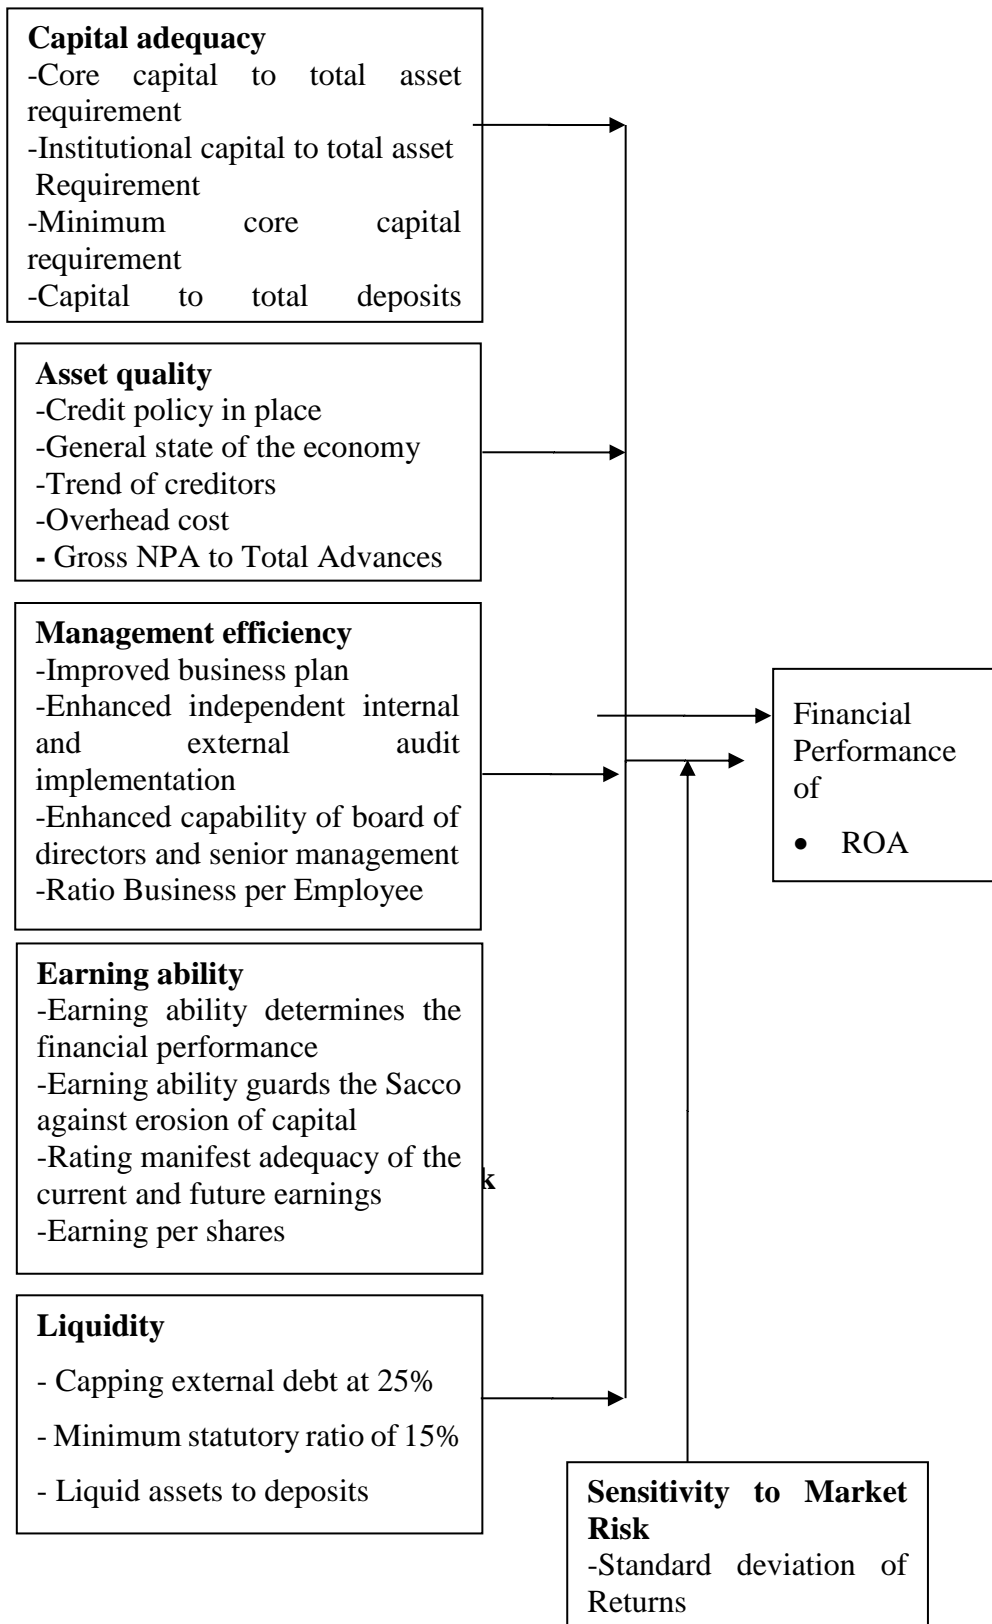 Capital adequacy
-Core capital to total asset
requirement
-Institutional capital to total asset
Requirement
-Minimum core capital
requirement
-Capital to total deposits
Asset quality
-Credit policy in place
-General state of the economy
-Trend of creditors
-Overhead cost
- Gross NPA to Total Advances
Management efficiency
-Improved business plan
-Enhanced independent internal
and external audit
implementation
-Enhanced capability of board of
directors and senior management
-Ratio Business per Employee
Financial
Performance
of
• ROA
Earning ability
-Earning ability determines the
financial performance
-Earning ability guards the Sacco
against erosion of capital
-Rating manifest adequacy of the
current and future earnings
-Earning per shares
k
Liquidity
- Capping external debt at 25%
- Minimum statutory ratio of 15%
- Liquid assets to deposits
Sensitivity to Market
Risk
-Standard deviation of
Returns